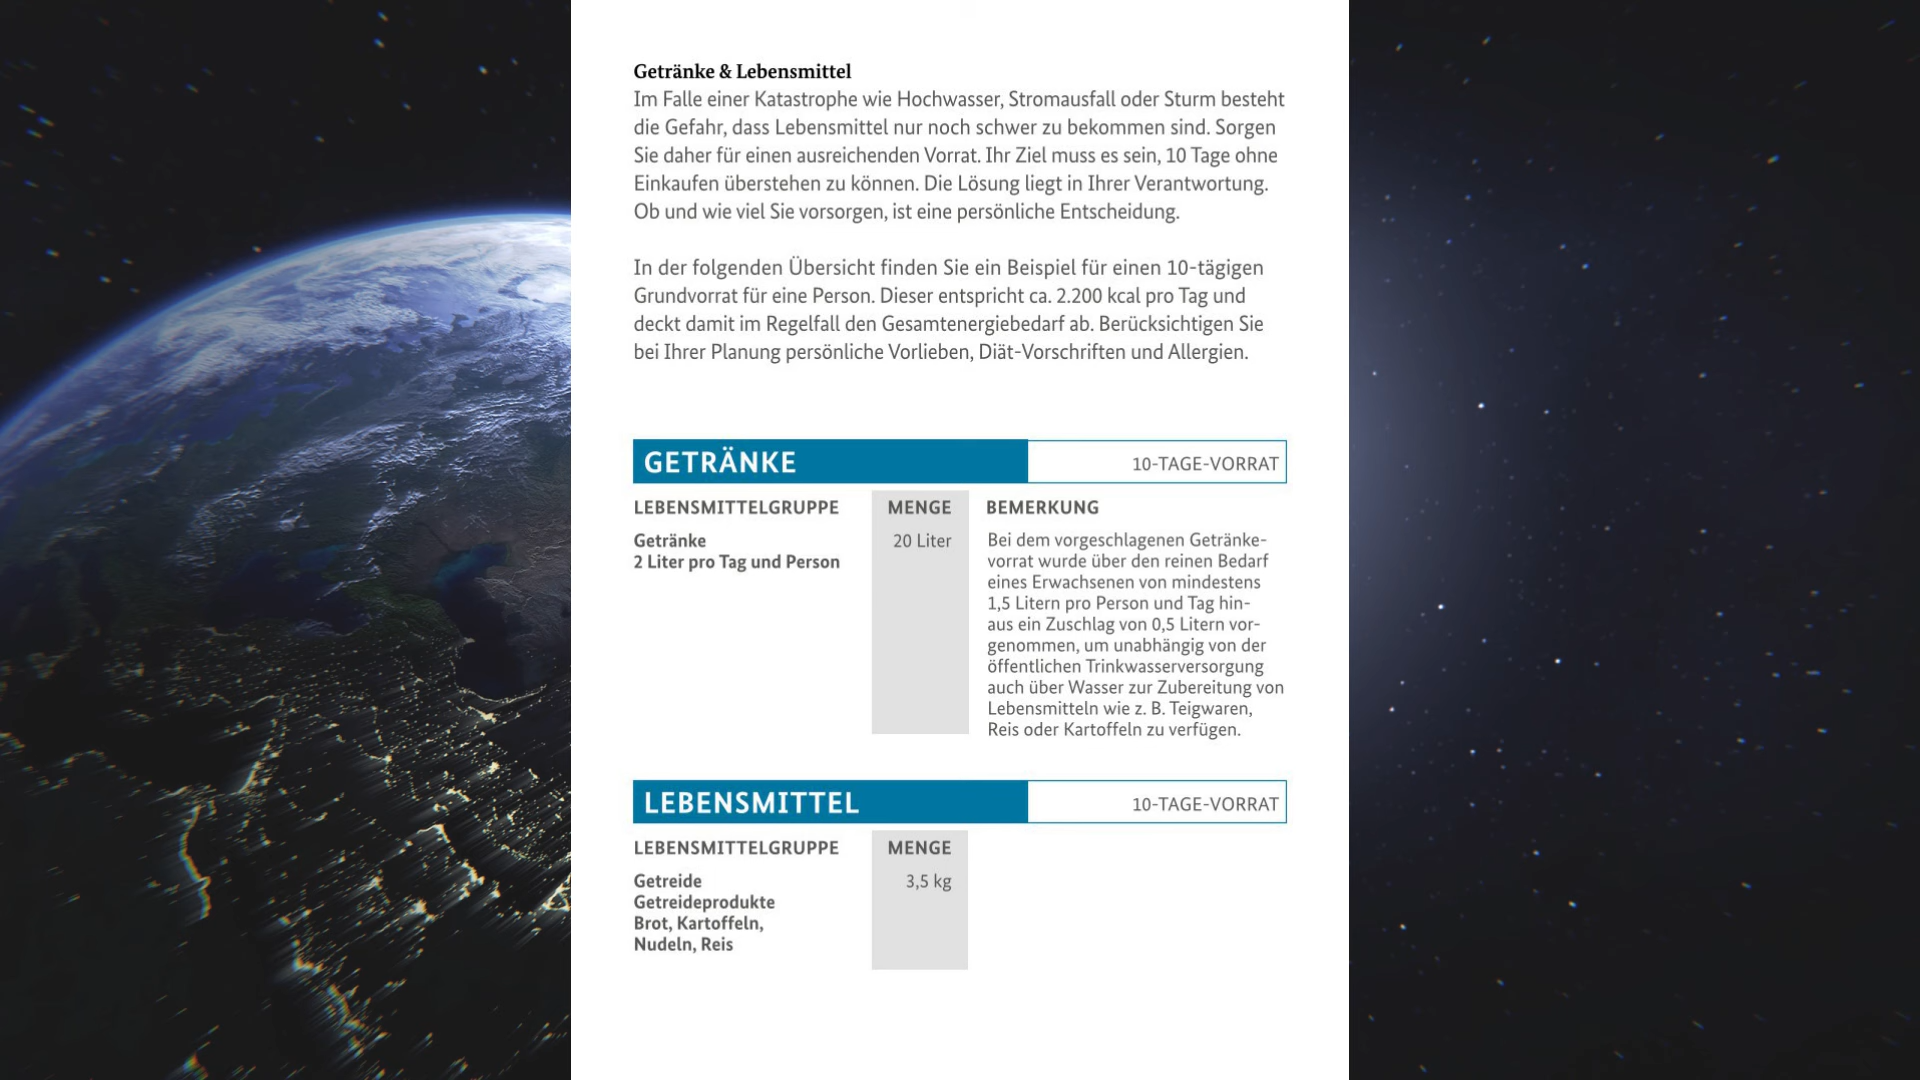 Getränke & Lebensmittel
Im Falle einer Katastrophe wie Hochwasser, Stromausfall oder Sturm besteht
die Gefahr, dass Lebensmittel nur noch schwer zu bekommen sind. Sorgen
Sie daher für einen ausreichenden Vorrat. Ihr Ziel muss es sein, 10 Tage ohne
Einkaufen überstehen zu können. Die Lösung liegt in Ihrer Verantwortung.
Ob und wie viel Sie vorsorgen, ist eine persönliche Entscheidung.
In der folgenden Übersicht finden Sie ein Beispiel für einen 10-tägigen
Grundvorrat für eine Person. Dieser entspricht ca. 2.200 kcal pro Tag und
deckt damit im Regelfall den Gesamtenergiebedarf ab. Berücksichtigen Sie
bei Ihrer Planung persönliche Vorlieben, Diät-Vorschriften und Allergien.
GETRÄNKE 10-TAGE-VORRAT
LEBENSMITTELGRUPPE MENGE BEMERKUNG
Getränke 20 Liter Bei dem vorgeschlagenen Getränke-
2 Liter pro Tag und Person vorrat wurde über den reinen Bedarf
eines Erwachsenen von mindestens
1,5 Litern pro Person und Tag hin-
aus ein Zuschlag von 0,5 Litern vor-
genommen, um unabhängig von der
öffentlichen Trinkwasserversorgung
auch über Wasser zur Zubereitung von
Lebensmitteln wie z. B. Teigwaren,
Reis oder Kartoffeln zu verfügen.
LEBENSMITTEL 10-TAGE-VORRAT
LEBENSMITTELGRUPPE MENGE
Getreide 3,5 kg
Getreideprodukte
Brot, Kartoffeln,
Nudeln, Reis